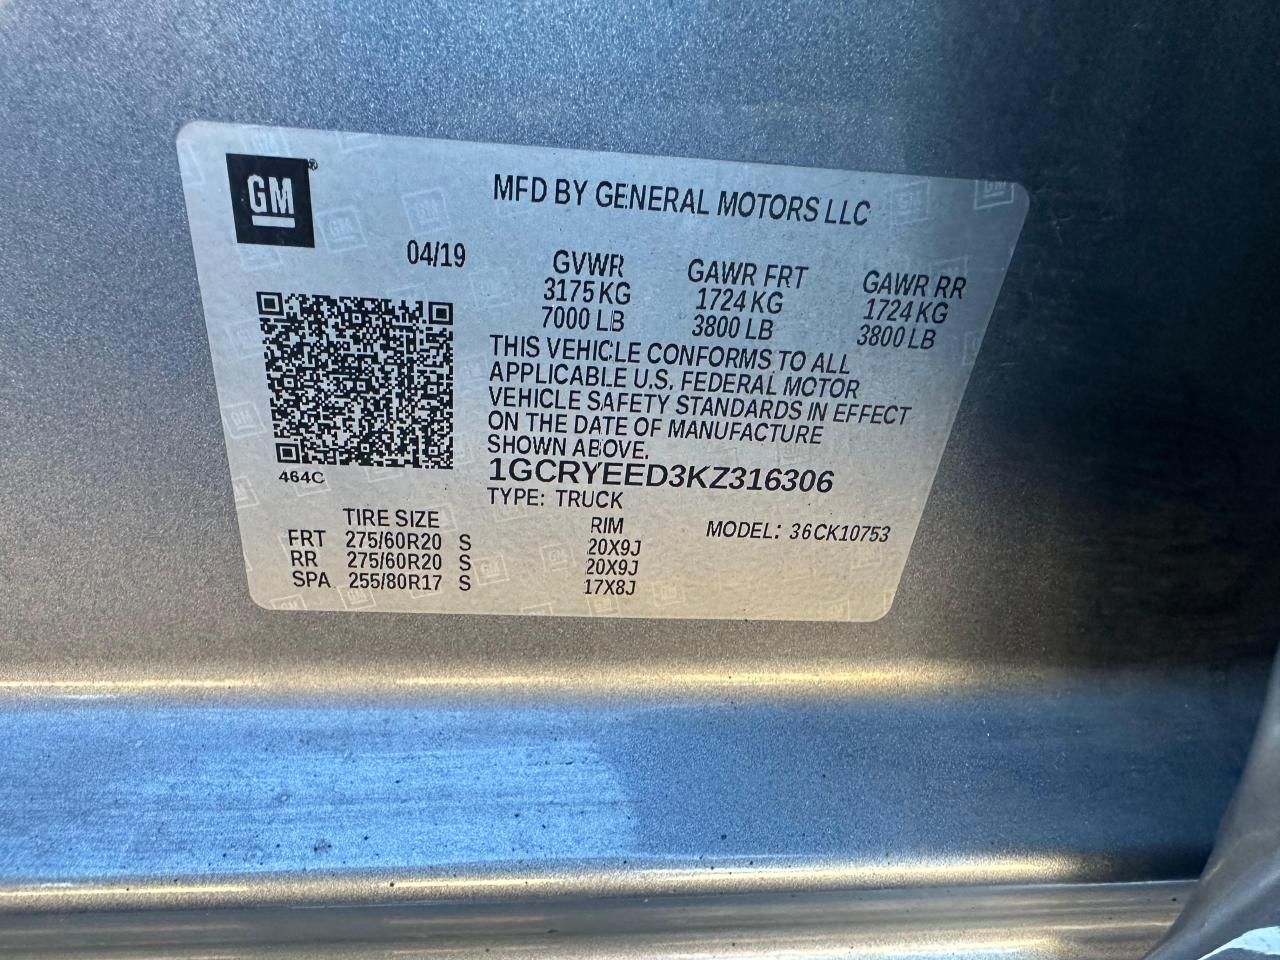 GM ®
MFD BY GENERAL MOTORS LLC
04/19
GVWR GAWR FRT GAWR RR
3175 KG 1724 KG 1724 KG
7000 LB 3800 LB 3800 LB
THIS VEHICLE CONFORMS TO ALL
APPLICABLE U.S. FEDERAL MOTOR
VEHICLE SAFETY STANDARDS IN EFFECT
ON THE DATE OF MANUFACTURE
SHOWN ABOVE.
464C
1GCRYEED3KZ316306
TYPE: TRUCK
MODEL: 36CK10753
TIRE SIZE RIM
FRT 275/60R20 S 20X9J
RR 275/60R20 S 20X9J
SPA 255/80R17 S 17X8J